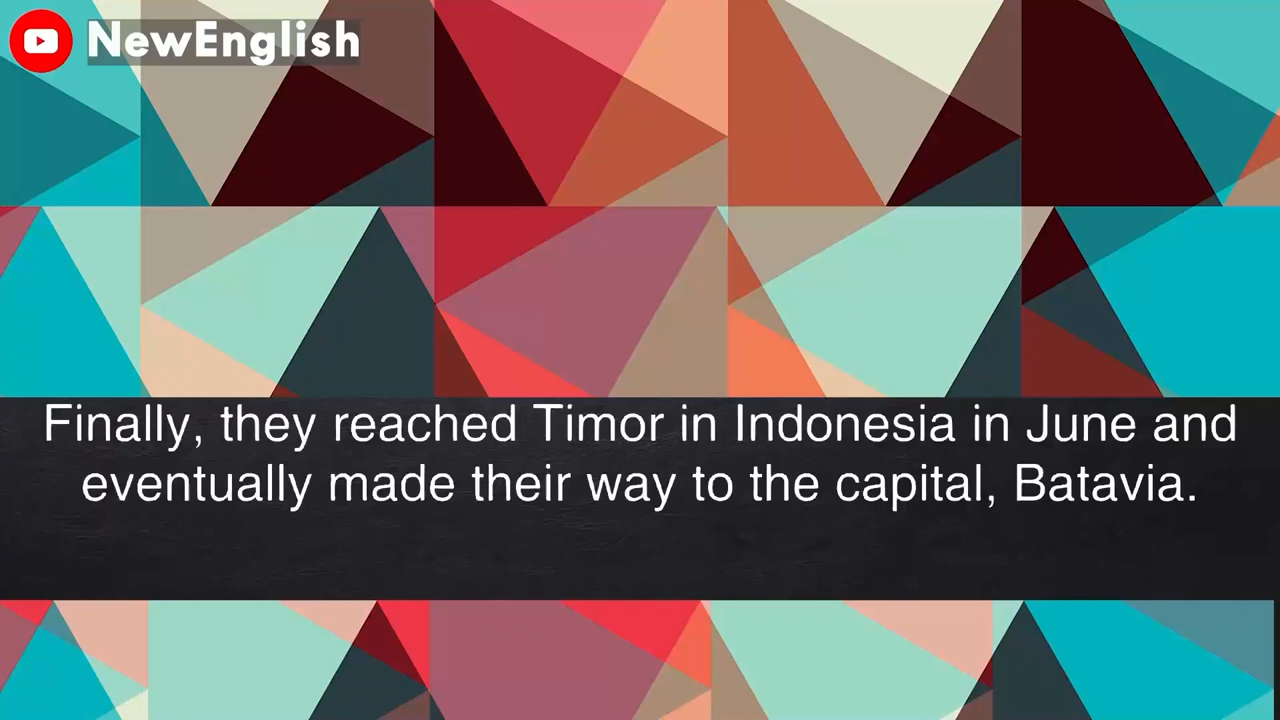 NewEnglish
Finally, they reached Timor in Indonesia in June and
eventually made their way to the capital, Batavia.